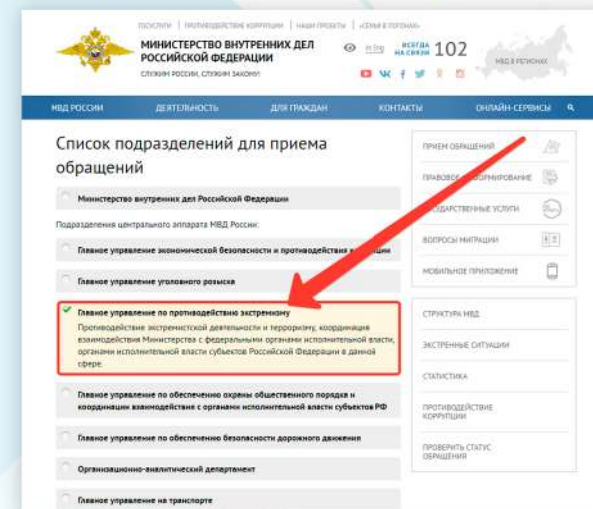 ГОСУСЛУГИ | ПРОТИВОДЕЙСТВИЕ КОРРУПЦИИ | НАШИ ПРОЕКТЫ | «СЕМЬЯ В ПОГОНАХ»
МИНИСТЕРСТВО ВНУТРЕННИХ ДЕЛ
РОССИЙСКОЙ ФЕДЕРАЦИИ
СЛУЖИМ РОССИИ, СЛУЖИМ ЗАКОНУ!
ВСЕГДА
НА СВЯЗИ 102
МВД В РЕГИОНАХ
МВД РОССИИ ДЕЯТЕЛЬНОСТЬ ДЛЯ ГРАЖДАН КОНТАКТЫ ОНЛАЙН-СЕРВИСЫ
Список подразделений для приема
обращений
Министерство внутренних дел Российской Федерации
Подразделения центрального аппарата МВД России:
Главное управление экономической безопасности и противодействия коррупции
Главное управление уголовного розыска
Главное управление по противодействию экстремизму
Противодействие экстремистской деятельности и терроризму, координация
взаимодействия Министерства с федеральными органами исполнительной власти,
органами исполнительной власти субъектов Российской Федерации в данной
сфере.
Главное управление по обеспечению охраны общественного порядка и
координации взаимодействия с органами исполнительной власти субъектов РФ
Главное управление по обеспечению безопасности дорожного движения
Организационно-аналитический департамент
Главное управление на транспорте
ПРИЕМ ОБРАЩЕНИЙ
ПРАВОВОЕ ИНФОРМИРОВАНИЕ
ГОСУДАРСТВЕННЫЕ УСЛУГИ
ВОПРОСЫ МИГРАЦИИ
МОБИЛЬНОЕ ПРИЛОЖЕНИЕ
СТРУКТУРА МВД
ЭКСТРЕННЫЕ СИТУАЦИИ
СТАТИСТИКА
ПРОТИВОДЕЙСТВИЕ
КОРРУПЦИИ
ПРОВЕРИТЬ СТАТУС
ОБРАЩЕНИЯ